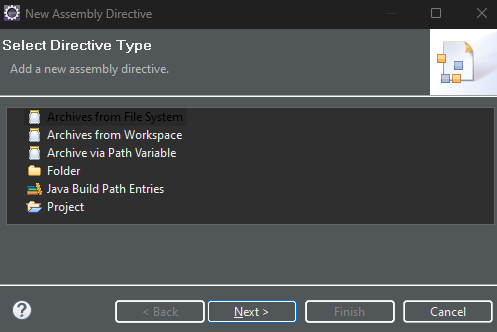 New Assembly Directive
Select Directive Type
Add a new assembly directive.
Archives from File System
Archives from Workspace
Archive via Path Variable
Folder
Java Build Path Entries
Project
?
< Back
Next >
Finish
Cancel